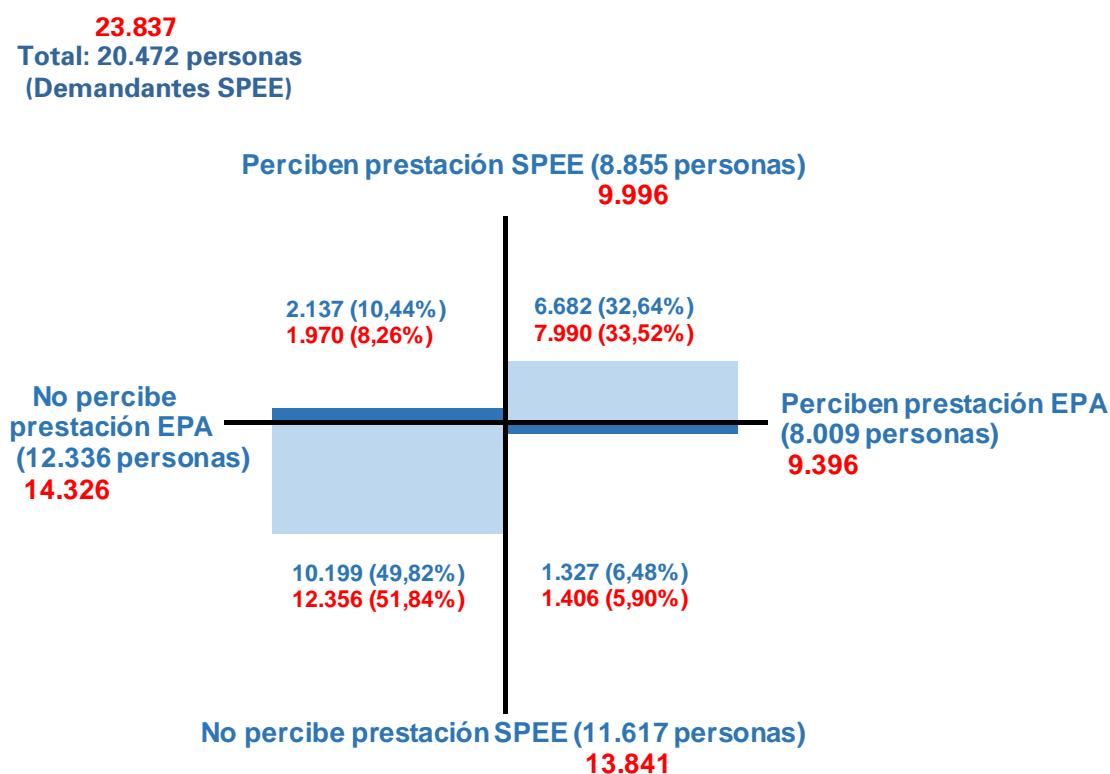 23.837
Total: 20.472 personas
(Demandantes SPEE)
Perciben prestación SPEE (8.855 personas)
9.996
2.137 (10,44%)
1.970 (8,26%)
6.682 (32,64%)
7.990 (33,52%)
No percibe
prestación EPA
(12.336 personas)
14.326
Perciben prestación EPA
(8.009 personas)
9.396
10.199 (49,82%)
12.356 (51,84%)
1.327 (6,48%)
1.406 (5,90%)
No percibe prestación SPEE (11.617 personas)
13.841